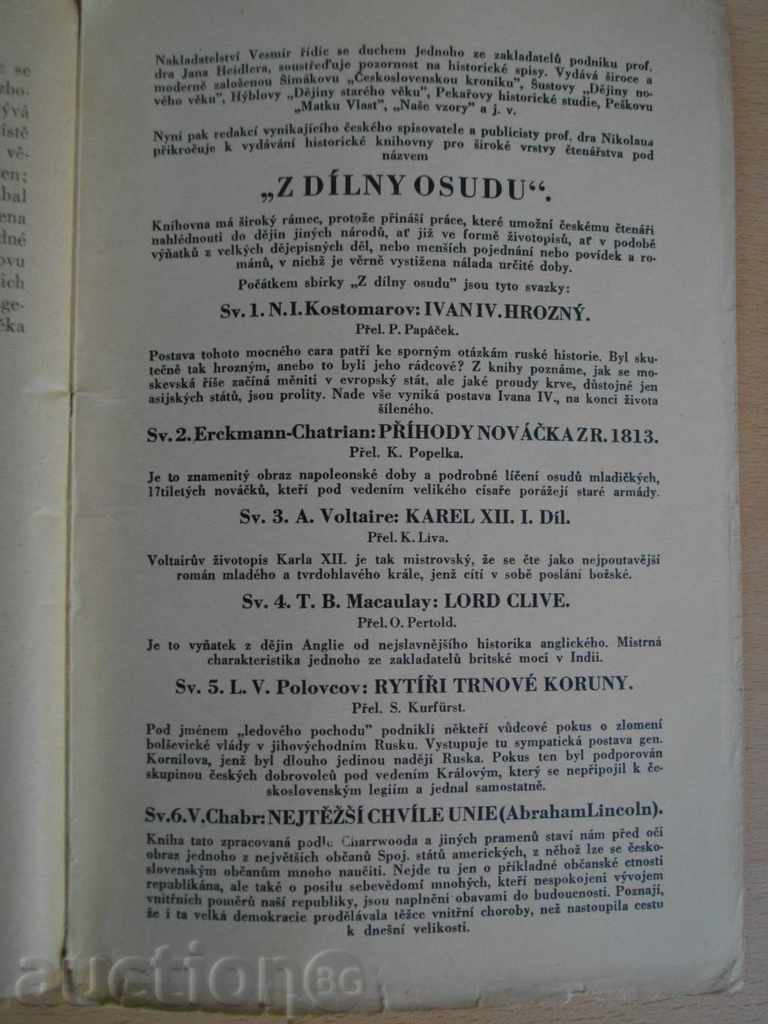 e se
zbo.
ývá
istě
vě-
en;
bal
ena
dné
ovu
ich
ge-
ěka
Nakladatelství Vesmír řídíc se duchem jednoho ze zakladatelů podniku prof.
dra Jana Heidlera, soustřeďuje pozornost na historické spisy. Vydává široce a
moderně založenou Šimákovu „Československou kroniku", Šustovy „Dějiny no-
vého věku", Hýblovy „Dějiny starého věku", Pekařovy historické studie, Peškovu
„Matku Vlast", „Naše vzory" a j. v.
Nyní pak redakcí vynikajícího českého spisovatele a publicisty prof. dra Nikolaua
přikročuje k vydávání historické knihovny pro široké vrstvy čtenářstva pod
názvem
„Z DÍLNY OSUDU".
Knihovna má široký rámec, protože přináší práce, které umožní českému čtenáři
nahlédnouti do dějin jiných národů, ať již ve formě životopisů, ať v podobě
výňatků z velkých dějepisných děl, nebo menších pojednání nebo povídek a ro-
mánů, v nichž je věrně vystižena nálada určité doby.
Počátkem sbírky „Z dílny osudu" jsou tyto svazky:
Sv. 1. N. I. Kostomarov: IVAN IV. HROZNÝ.
Přel. P. Papáček.
Postava tohoto mocného cara patří ke sporným otázkám ruské historie. Byl sku-
tečně tak hrozným, anebo to byli jeho rádcové? Z knihy poznáme, jak se mo-
skevská říše začíná měniti v evropský stát, ale jaké proudy krve, důstojné jen
asijských států, jsou prolity. Nade vše vyniká postava Ivana IV., na konci života
šíleného.
Sv. 2. Erckmann-Chatrian: PŘÍHODY NOVÁČKA Z R. 1813.
Přel. K. Popelka.
Je to znamenitý obraz napoleonské doby a podrobné líčení osudů mladičkých,
17tiletých nováčků, kteří pod vedením velikého císaře porážejí staré armády.
Sv. 3. A. Voltaire: KAREL XII. I. Díl.
Přel. K. Líva.
Voltairův životopis Karla XII. je tak mistrovský, že se čte jako nejpoutavější
román mladého a tvrdohlavého krále, jenž cítí v sobě poslání božské.
Sv. 4. T. B. Macaulay: LORD CLIVE.
Přel. O. Pertold.
Je to vyňatek z dějin Anglie od nejslavnějšího historika anglického. Mistrná
charakteristika jednoho ze zakladatelů britské moci v Indii.
Sv. 5. L. V. Polovcov: RYTÍŘI TRNOVÉ KORUNY.
Přel. S. Kurfürst.
Pod jménem „ledového pochodu" podnikli někteří vůdcové pokus o zlomení
bolševické vlády v jihovýchodním Rusku. Vystupuje tu sympatická postava gen.
Kornilova, jenž byl dlouho jedinou nadějí Ruska. Pokus ten byl podporován
skupinou českých dobrovolců pod vedením Královým, který se nepřipojil k če-
skoslovenským legiím a jednal samostatně.
Sv. 6. V. Chabr: NEJTĚŽŠÍ CHVÍLE UNIE (Abraham Lincoln).
Kniha tato zpracovaná podle Charrwooda a jiných pramenů staví nám před oči
obraz jednoho z největších občanů Spoj. států amerických, z něhož lze se česko-
slovenským občanům mnoho naučiti. Nejde tu jen o příkladné občanské ctnosti
republikána, ale také o posilu sebevědomí mnohých, kteří nespokojeni vývojem
vnitřních poměrů naší republiky, jsou naplněni obavami do budoucnosti. Poznají,
že i ta velká demokracie prodělávala těžce vnitřní choroby, než nastoupila cestu
k dnešní velikosti.
auction BG